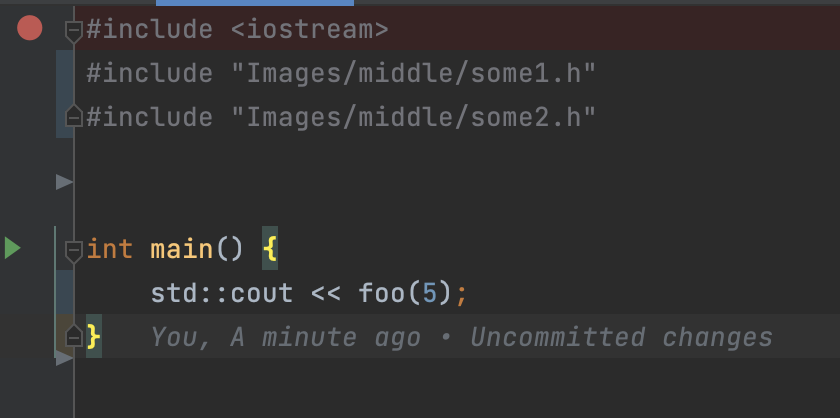 #include <iostream>
#include "Images/middle/some1.h"
#include "Images/middle/some2.h"
int main() {
    std::cout << foo(5);
}   You, A minute ago • Uncommitted changes